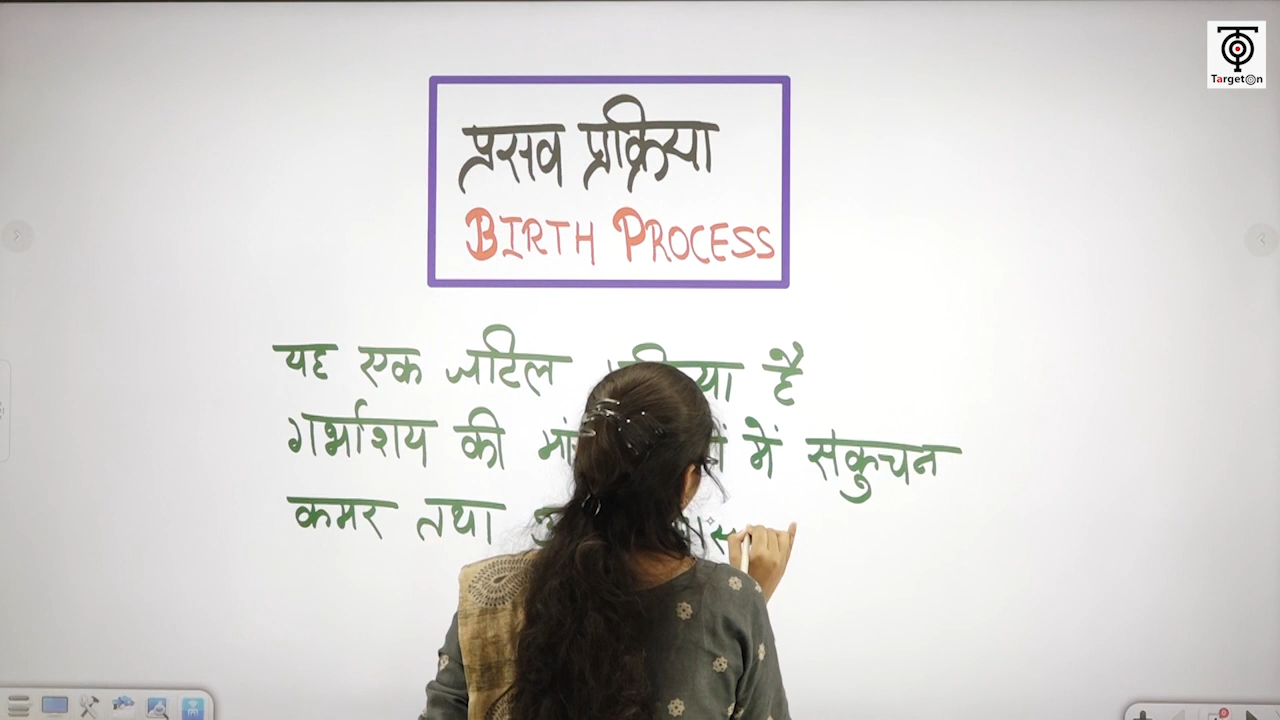 TargetOn
प्रसव प्रक्रिया
BIRTH PROCESS
यह एक जटिल है
गर्भाशय की में संकुचन
कमर तथा